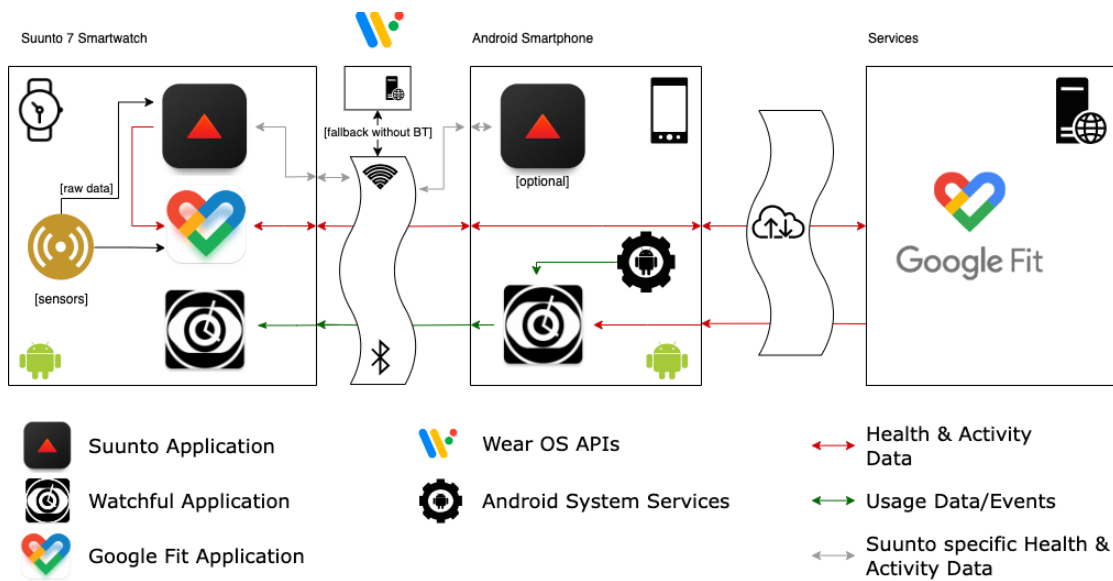 Suunto 7 Smartwatch
Android Smartphone
Services
[fallback without BT]
[raw data]
[optional]
[sensors]
Google Fit
Suunto Application
Wear OS APIs
Health & Activity
Data
Watchful Application
Android System Services
Usage Data/Events
Google Fit Application
Suunto specific Health &
Activity Data